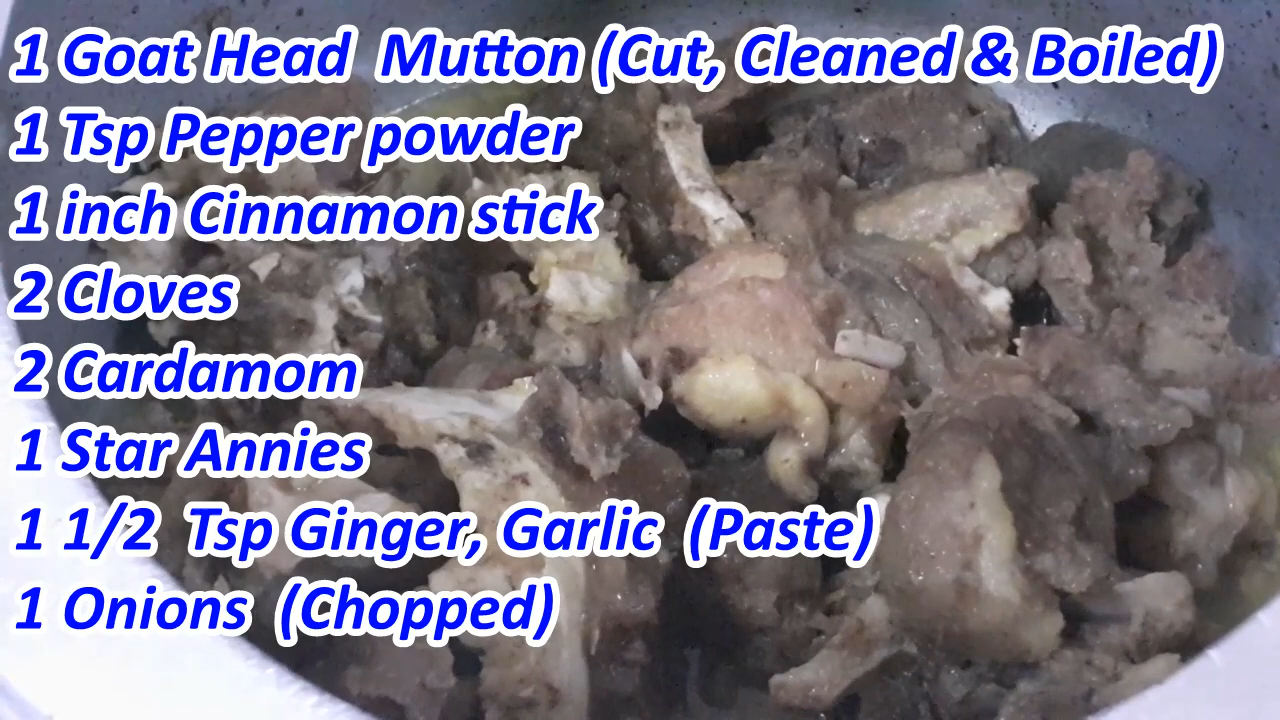 1 Goat Head Mutton (Cut, Cleaned & Boiled)
1 Tsp Pepper powder
1 inch Cinnamon stick
2 Cloves
2 Cardamom
1 Star Annies
1 1/2 Tsp Ginger, Garlic (Paste)
1 Onions (Chopped)